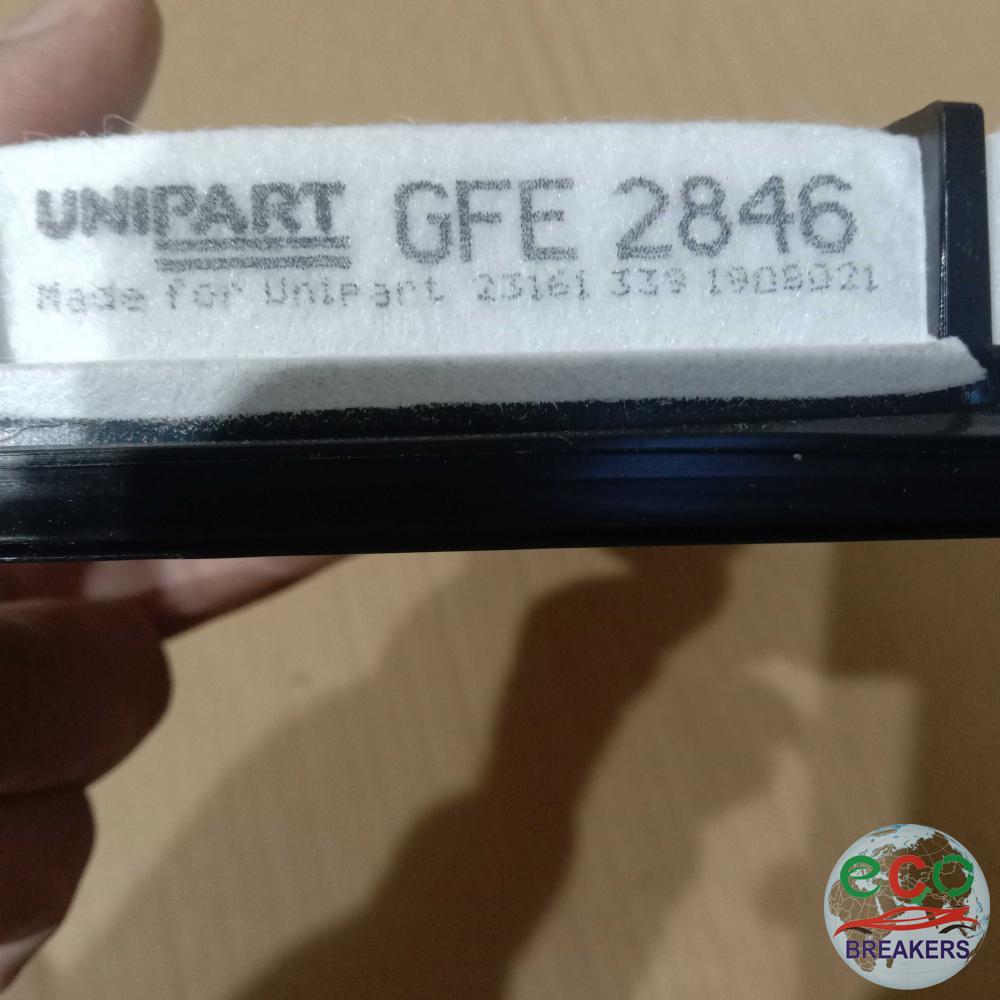 UNIPART GFE 2846
Made for Unipart 23161 339 1908021
eco
BREAKERS